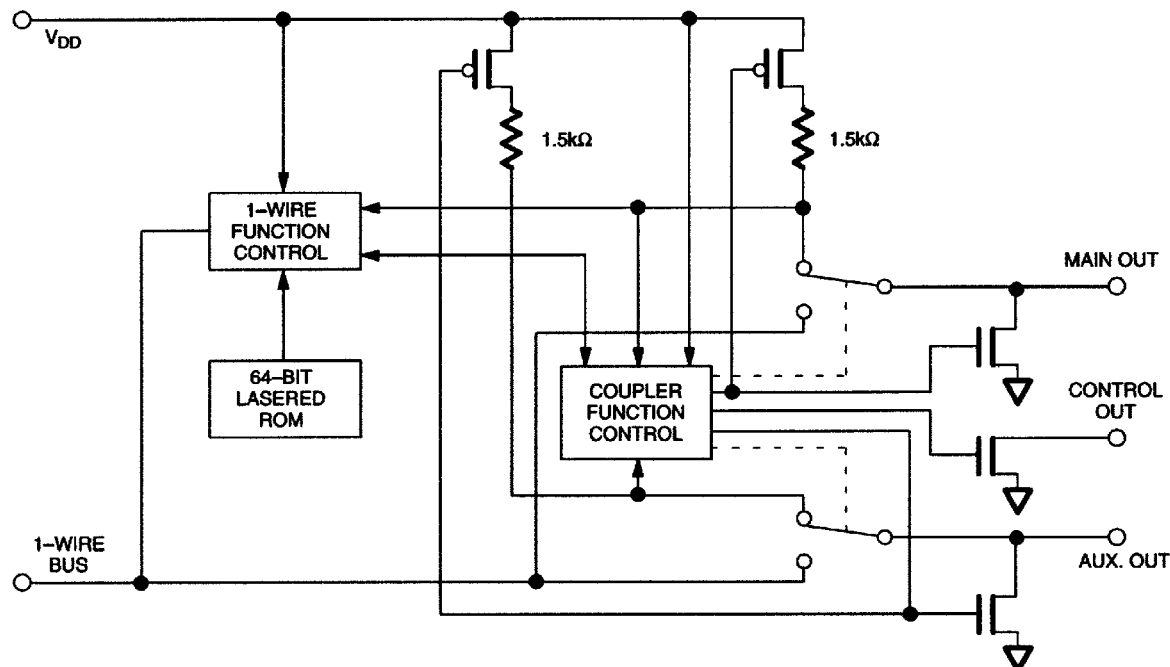 VDD
1.5kΩ
1.5kΩ
1–WIRE
FUNCTION
CONTROL
MAIN OUT
64–BIT
LASERED
ROM
COUPLER
FUNCTION
CONTROL
CONTROL
OUT
1–WIRE
BUS
AUX. OUT